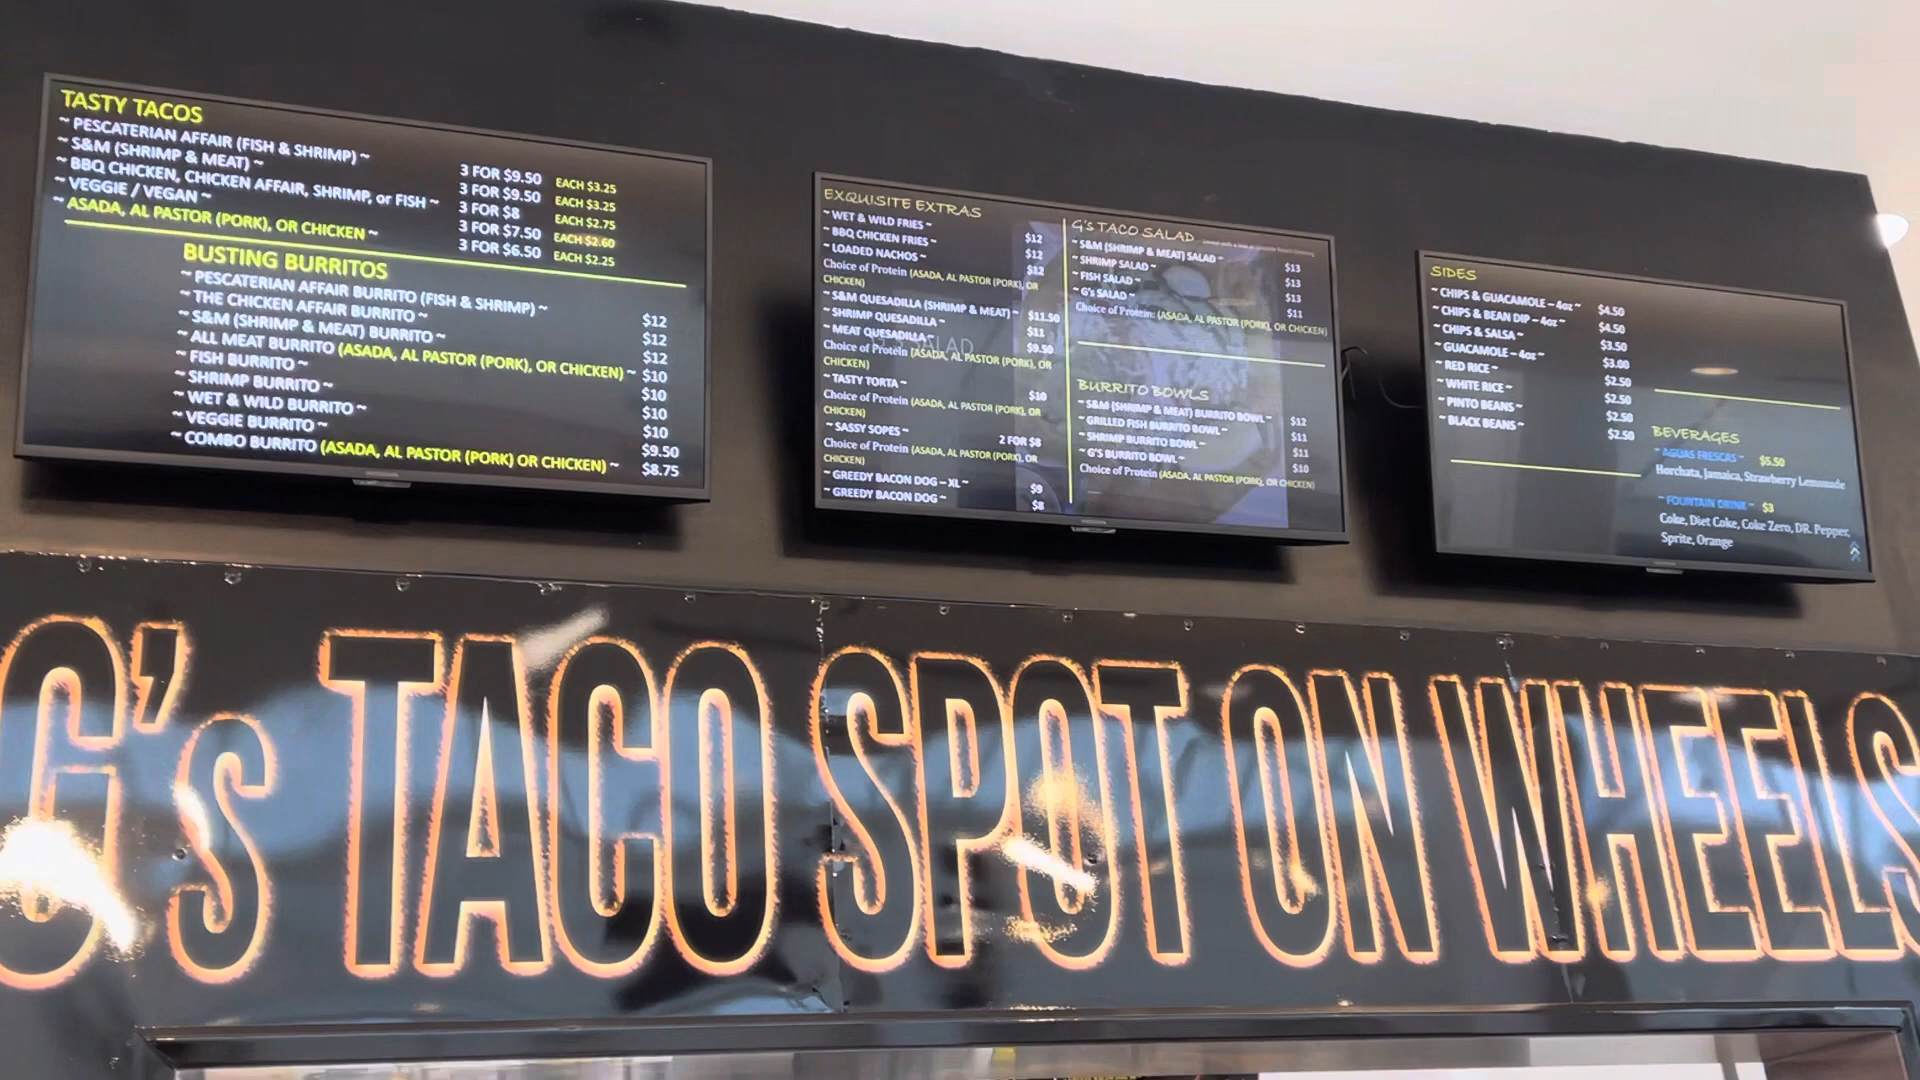 TASTY TACOS
~ PESCATERIAN AFFAIR (FISH & SHRIMP) ~ 3 FOR $9.50 EACH $3.25
~ S&M (SHRIMP & MEAT) ~ 3 FOR $9.50 EACH $3.25
~ BBQ CHICKEN, CHICKEN AFFAIR, SHRIMP, or FISH ~ 3 FOR $8 EACH $2.75
~ VEGGIE / VEGAN ~ 3 FOR $7.50 EACH $2.60
~ ASADA, AL PASTOR (PORK), OR CHICKEN ~ 3 FOR $6.50 EACH $2.25
BUSTING BURRITOS
~ PESCATERIAN AFFAIR BURRITO (FISH & SHRIMP) ~ $12
~ THE CHICKEN AFFAIR BURRITO ~ $12
~ S&M (SHRIMP & MEAT) BURRITO ~ $12
~ ALL MEAT BURRITO (ASADA, AL PASTOR (PORK), OR CHICKEN) ~ $10
~ FISH BURRITO ~ $10
~ SHRIMP BURRITO ~ $10
~ WET & WILD BURRITO ~ $10
~ VEGGIE BURRITO ~ $9.50
~ COMBO BURRITO (ASADA, AL PASTOR (PORK) OR CHICKEN) ~ $8.75
EXQUISITE EXTRAS
~ WET & WILD FRIES ~ $12
~ BBQ CHICKEN FRIES ~ $12
~ LOADED NACHOS ~ $12
Choice of Protein (ASADA, AL PASTOR (PORK), OR
CHICKEN)
~ S&M QUESADILLA (SHRIMP & MEAT) ~ $11.50
~ SHRIMP QUESADILLA ~ $11
~ MEAT QUESADILLA ~ $9.50
Choice of Protein (ASADA, AL PASTOR (PORK), OR
CHICKEN)
~ TASTY TORTA ~ $10
Choice of Protein (ASADA, AL PASTOR (PORK), OR
CHICKEN)
~ SASSY SOPES ~ 2 FOR $8
Choice of Protein (ASADA, AL PASTOR (PORK), OR
CHICKEN)
~ GREEDY BACON DOG – XL ~ $9
~ GREEDY BACON DOG ~ $8
G's TACO SALAD
~ S&M (SHRIMP & MEAT) SALAD ~ $13
~ SHRIMP SALAD ~ $13
~ FISH SALAD ~ $13
~ G's SALAD ~ $11
Choice of Protein: (ASADA, AL PASTOR (PORK), OR CHICKEN)
BURRITO BOWLS
~ S&M (SHRIMP & MEAT) BURRITO BOWL ~ $12
~ GRILLED FISH BURRITO BOWL ~ $11
~ SHRIMP BURRITO BOWL ~ $11
~ G'S BURRITO BOWL ~ $10
Choice of Protein (ASADA, AL PASTOR (PORK), OR CHICKEN)
SIDES
~ CHIPS & GUACAMOLE – 4oz ~ $4.50
~ CHIPS & BEAN DIP – 4oz ~ $4.50
~ CHIPS & SALSA ~ $3.50
~ GUACAMOLE – 4oz ~ $3.00
~ RED RICE ~ $2.50
~ WHITE RICE ~ $2.50
~ PINTO BEANS ~ $2.50
~ BLACK BEANS ~ $2.50
BEVERAGES
~ AGUAS FRESCAS ~ $5.50
Horchata, Jamaica, Strawberry Lemonade
~ FOUNTAIN DRINK ~ $3
Coke, Diet Coke, Coke Zero, DR. Pepper,
Sprite, Orange
G's TACO SPOT ON WHEELS